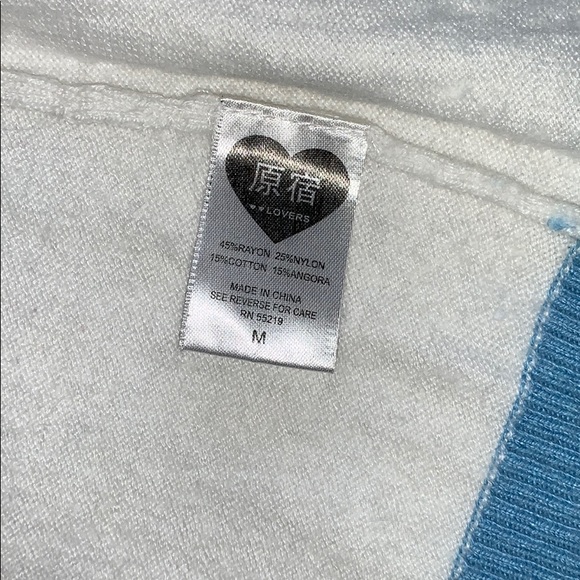 原宿
♥♥LOVERS
45%RAYON 25%NYLON
15%COTTON 15%ANGORA
MADE IN CHINA
SEE REVERSE FOR CARE
RN 55219
M